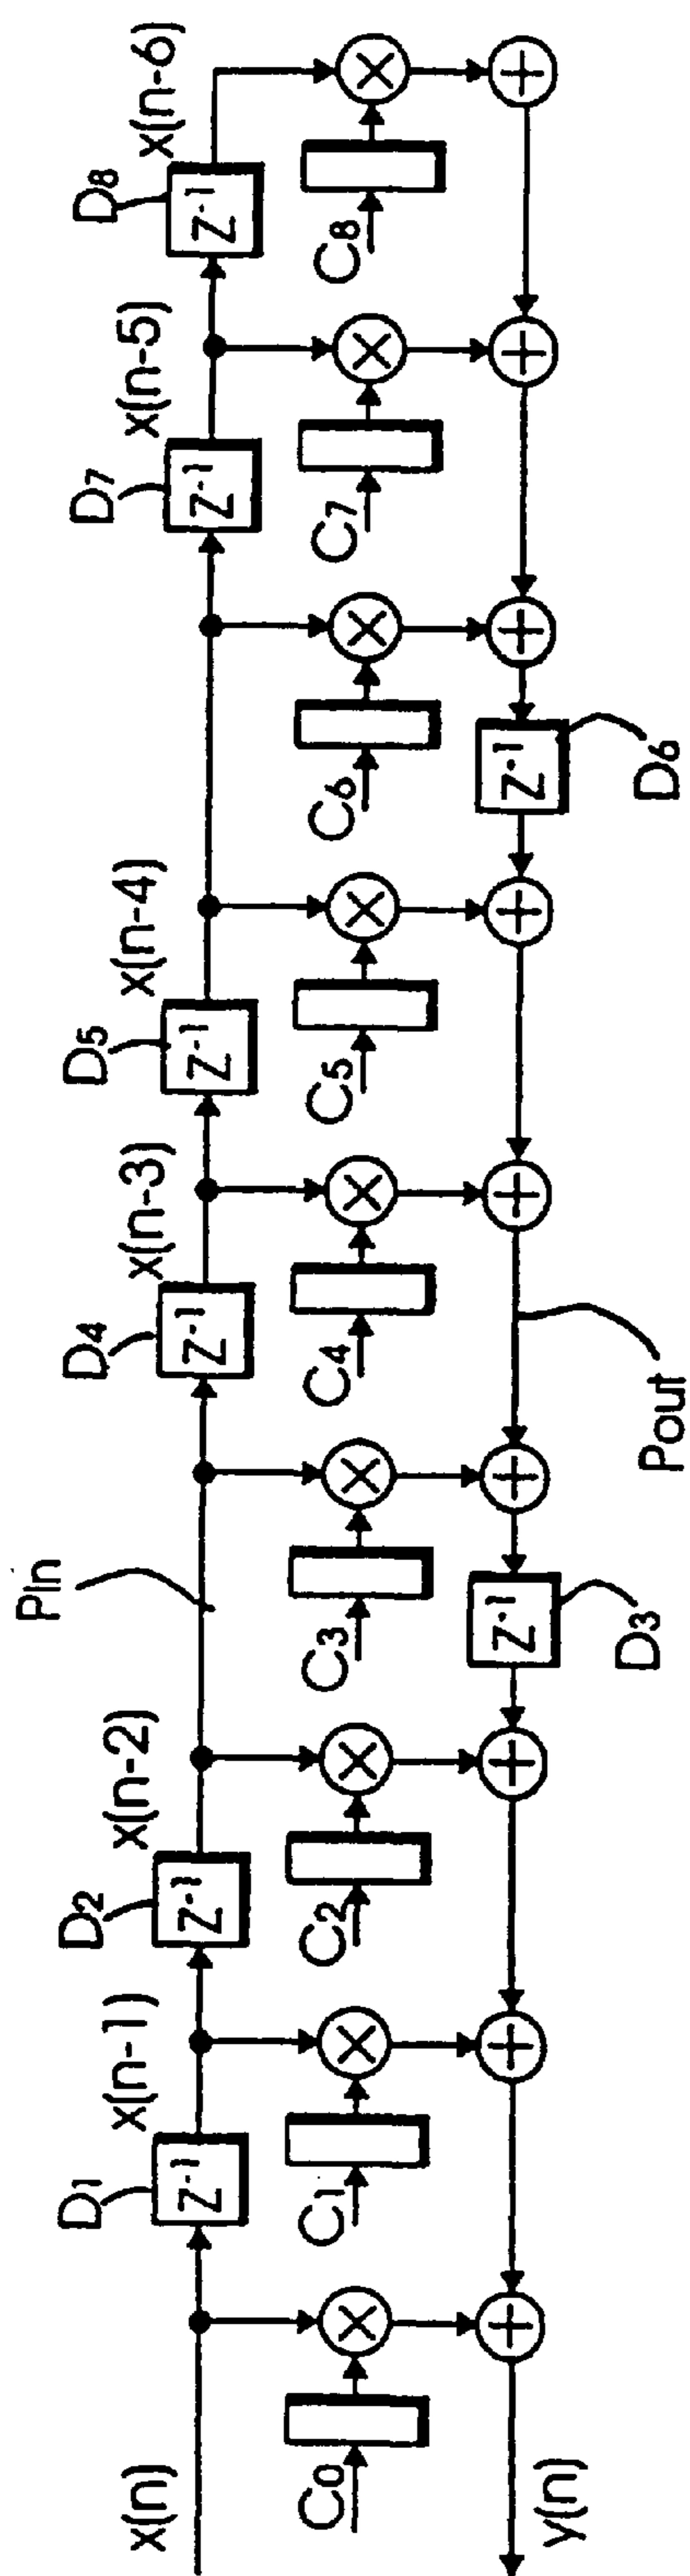 x(n) x(n-1) x(n-2) x(n-3) x(n-4) x(n-5) x(n-6)
D1 D2 Pin D4 D5 D7 D8
Z-1 Z-1 Z-1 Z-1 Z-1 Z-1
C0 C1 C2 C3 C4 C5 C6 C7 C8
Z-1 Z-1
y(n) D3 Pout D6